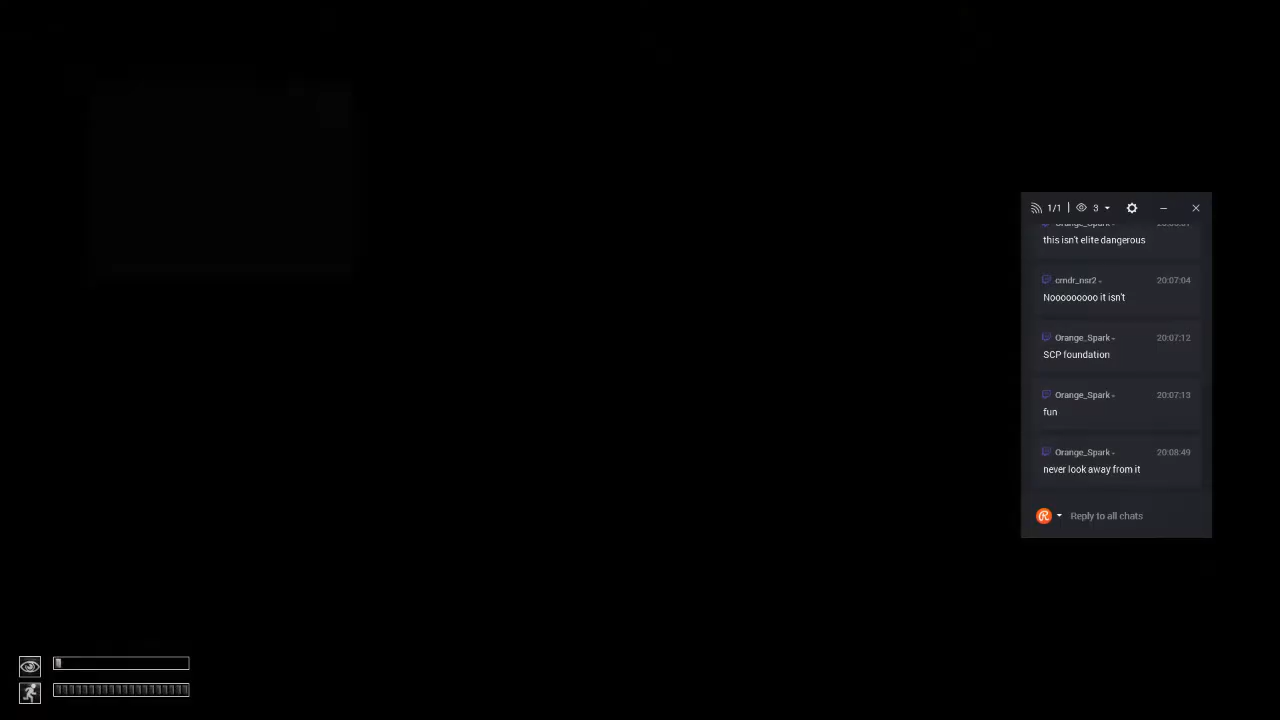 1/1 | 3
this isn't elite dangerous
crndr_nsr2 20:07:04
Nooooooooo it isn't
Orange_Spark 20:07:12
SCP foundation
Orange_Spark 20:07:13
fun
Orange_Spark 20:08:49
never look away from it
Reply to all chats